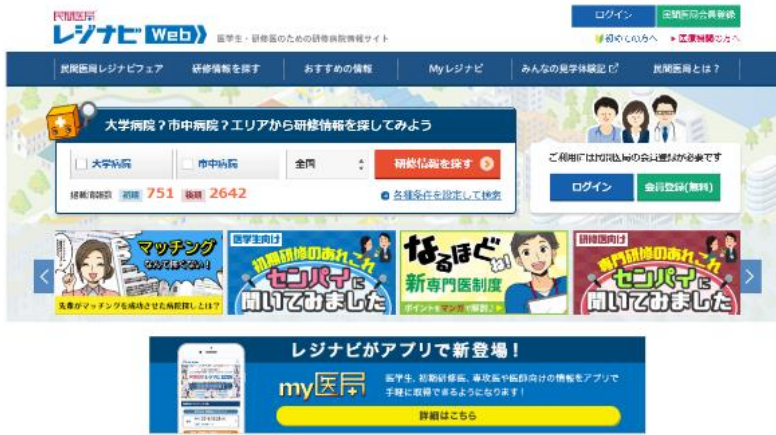 民間医局
レジナビ Web
医学生・研修医のための研修病院情報サイト
ログイン
民間医局会員登録
初めての方へ
医療機関の方へ
民間医局レジナビフェア
研修情報を探す
おすすめの情報
Myレジナビ
みんなの見学体験記
民間医局とは?
大学病院?市中病院?エリアから研修情報を探してみよう
大学病院
市中病院
全国
研修情報を探す
掲載病院数 初期 751 後期 2642
各種条件を設定して検索
ご利用には民間医局の会員登録が必要です
ログイン
会員登録(無料)
マッチング
なんて怖くない!
先輩がマッチングを成功させた病院探しとは?
医学生向け
初期研修のあれこれ
センパイに
聞いてみました
なるほどね!
新専門医制度
ポイントをマンガで解説♪
研修医向け
専門研修のあれこれ
センパイに
聞いてみました
レジナビがアプリで新登場!
my医局
医学生、初期研修医、専攻医や医師向けの情報をアプリで
手軽に取得できるようになります!
詳細はこちら